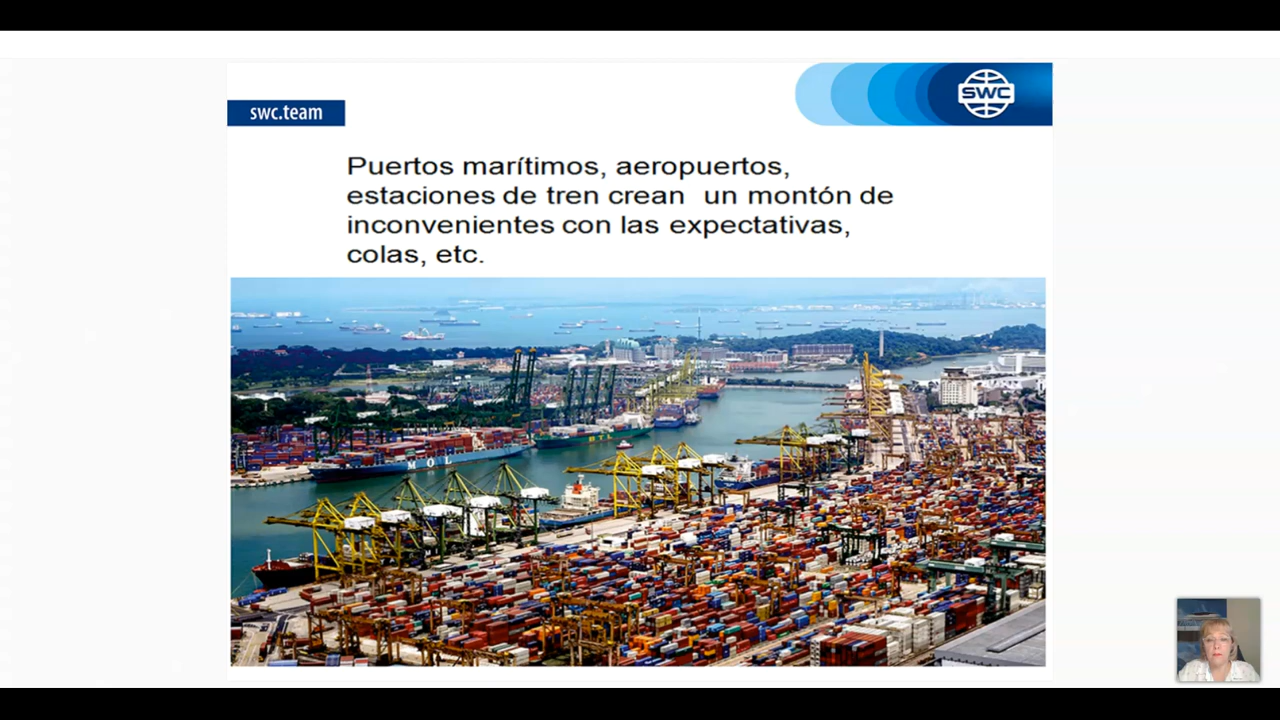 swc.team
SWC
Puertos marítimos, aeropuertos,
estaciones de tren crean un montón de
inconvenientes con las expectativas,
colas, etc.
MOL